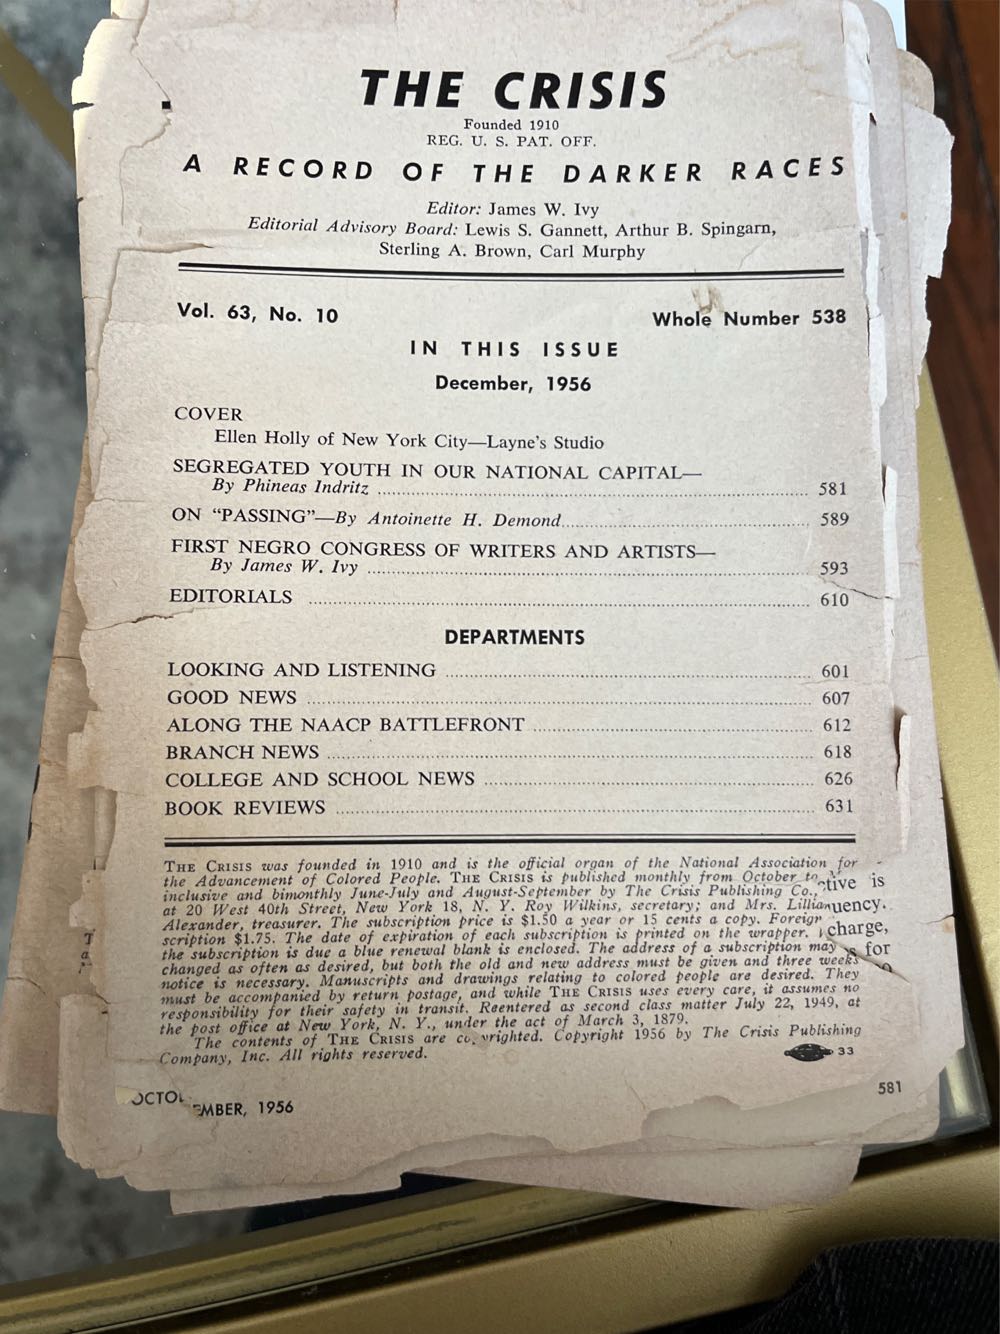 THE CRISIS
Founded 1910
REG. U. S. PAT. OFF.
A RECORD OF THE DARKER RACES
Editor: James W. Ivy
Editorial Advisory Board: Lewis S. Gannett, Arthur B. Spingarn,
Sterling A. Brown, Carl Murphy
Vol. 63, No. 10 Whole Number 538
IN THIS ISSUE
December, 1956
COVER
Ellen Holly of New York City—Layne's Studio
SEGREGATED YOUTH IN OUR NATIONAL CAPITAL—
By Phineas Indritz 581
ON "PASSING"—By Antoinette H. Demond 589
FIRST NEGRO CONGRESS OF WRITERS AND ARTISTS—
By James W. Ivy 593
EDITORIALS 610
DEPARTMENTS
LOOKING AND LISTENING 601
GOOD NEWS 607
ALONG THE NAACP BATTLEFRONT 612
BRANCH NEWS 618
COLLEGE AND SCHOOL NEWS 626
BOOK REVIEWS 631
THE CRISIS was founded in 1910 and is the official organ of the National Association for
the Advancement of Colored People. THE CRISIS is published monthly from October to
inclusive and bimonthly June-July and August-September by The Crisis Publishing Co., tive is
at 20 West 40th Street, New York 18, N. Y. Roy Wilkins, secretary; and Mrs. Lillian uency.
Alexander, treasurer. The subscription price is $1.50 a year or 15 cents a copy. Foreign
scription $1.75. The date of expiration of each subscription is printed on the wrapper. charge,
the subscription is due a blue renewal blank is enclosed. The address of a subscription may for
changed as often as desired, but both the old and new address must be given and three weeks
notice is necessary. Manuscripts and drawings relating to colored people are desired. They
must be accompanied by return postage, and while THE CRISIS uses every care, it assumes no
responsibility for their safety in transit. Reentered as second class matter July 22, 1949, at
the post office at New York, N. Y., under the act of March 3, 1879.
The contents of THE CRISIS are copyrighted. Copyright 1956 by The Crisis Publishing
Company, Inc. All rights reserved.
33
OCTO MBER, 1956 581